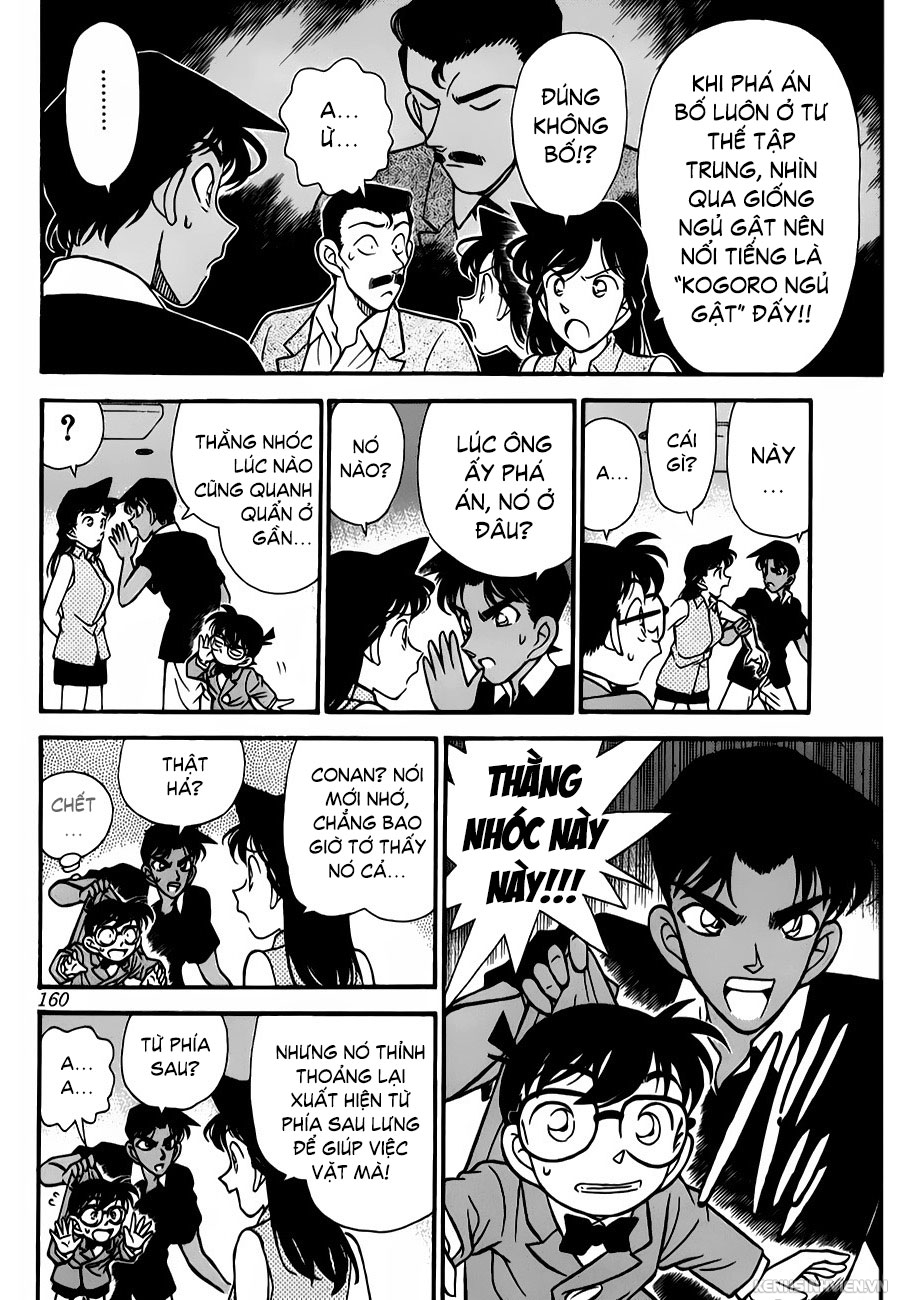 KHI PHÁ ÁN
BỐ LUÔN Ở TƯ
THẾ TẬP
TRUNG, NHÌN
QUA GIỐNG
NGỦ GẬT NÊN
NỔI TIẾNG LÀ
"KOGORO NGỦ
GẬT" ĐẤY!!
ĐÚNG
KHÔNG
BỐ!?
A...
Ừ...
.........
NÀY
...
CÁI
GÌ?
A...
LÚC ÔNG
ẤY PHÁ
ÁN, NÓ Ở
ĐÂU?
NÓ
NÀO?
THẰNG NHÓC
LÚC NÀO
CŨNG QUANH
QUẨN Ở
GẦN...
?
THẰNG
NHÓC NÀY
NÀY!!!
CONAN? NÓI
MỚI NHỚ,
CHẲNG BAO
GIỜ TỚ THẤY
NÓ CẢ...
THẬT
HẢ?
CHẾT
...
160
NHƯNG NÓ THỈNH
THOẢNG LẠI
XUẤT HIỆN TỪ
PHÍA SAU LƯNG
ĐỂ GIÚP VIỆC
VẶT MÀ!
TỪ PHÍA
SAU?
A...
A...
KENHSINHVIEN.VN